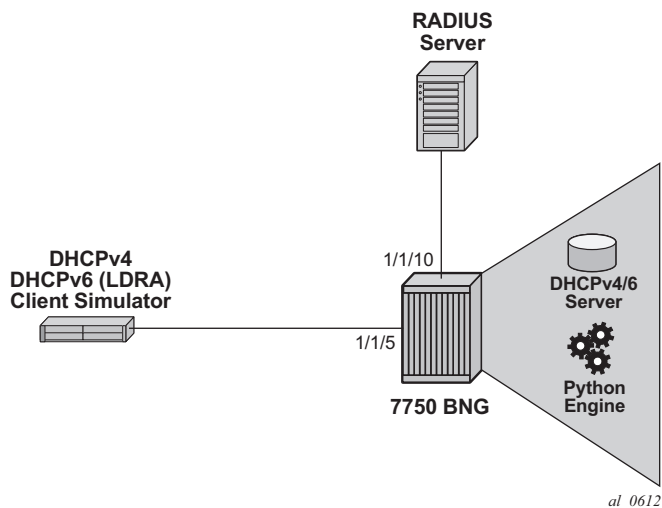 RADIUS
Server
1/1/10
DHCPv4
DHCPv6 (LDRA)
Client Simulator
1/1/5
7750 BNG
DHCPv4/6
Server
Python
Engine
al_0612